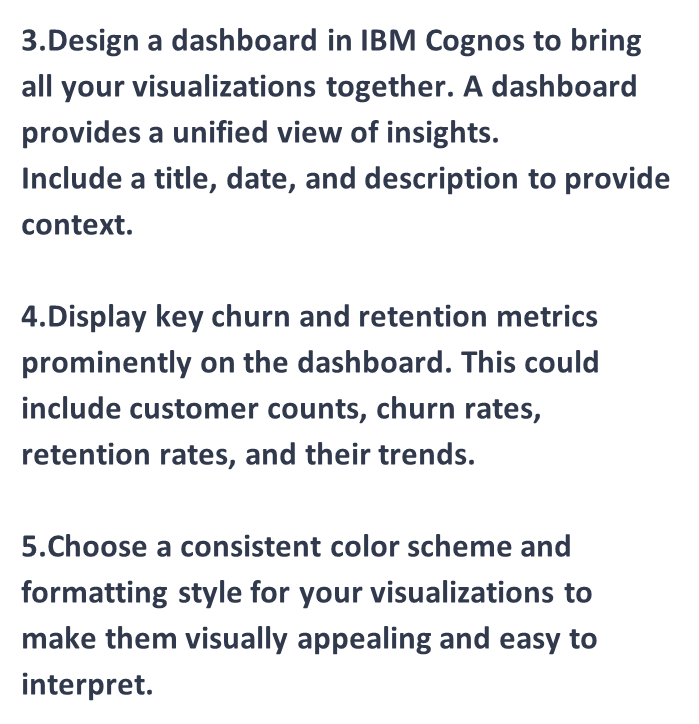 3.Design a dashboard in IBM Cognos to bring
all your visualizations together. A dashboard
provides a unified view of insights.
Include a title, date, and description to provide
context.
4.Display key churn and retention metrics
prominently on the dashboard. This could
include customer counts, churn rates,
retention rates, and their trends.
5.Choose a consistent color scheme and
formatting style for your visualizations to
make them visually appealing and easy to
interpret.